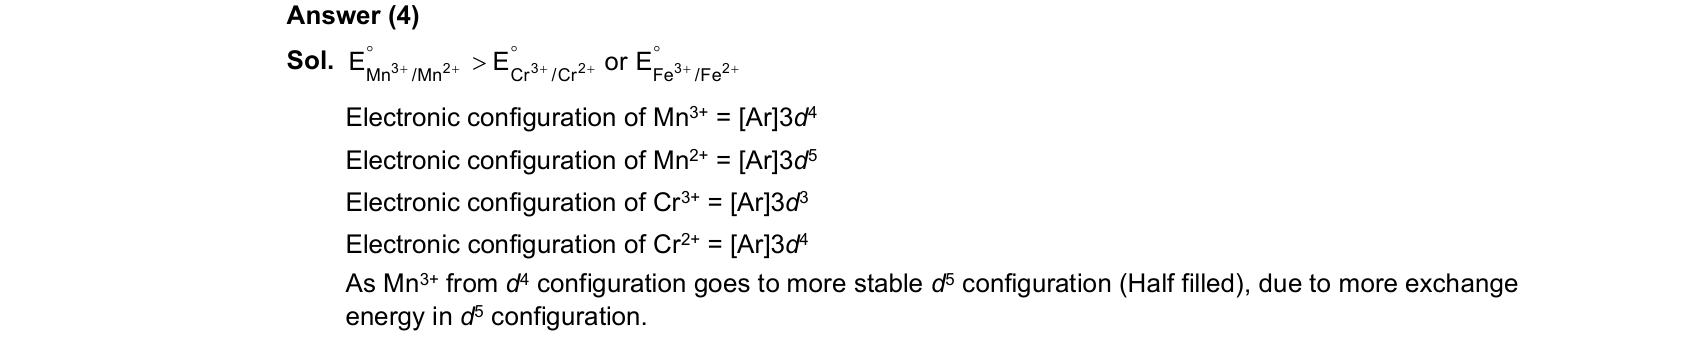 Answer (4)
Sol. E°Mn³⁺/Mn²⁺ > E°Cr³⁺/Cr²⁺ or E°Fe³⁺/Fe²⁺
Electronic configuration of Mn³⁺ = [Ar]3d⁴
Electronic configuration of Mn²⁺ = [Ar]3d⁵
Electronic configuration of Cr³⁺ = [Ar]3d³
Electronic configuration of Cr²⁺ = [Ar]3d⁴
As Mn³⁺ from d⁴ configuration goes to more stable d⁵ configuration (Half filled), due to more exchange
energy in d⁵ configuration.